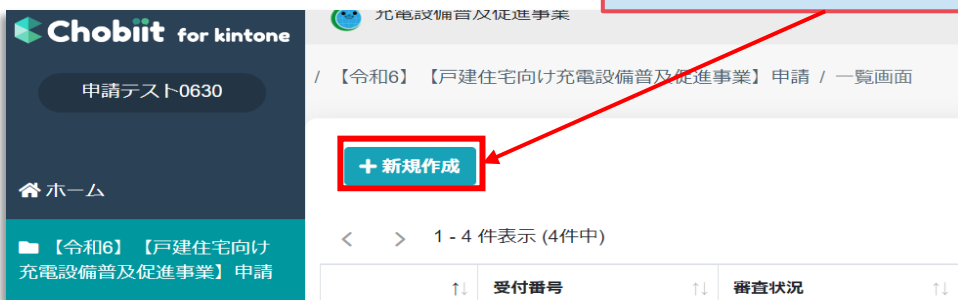 Chobiit for kintone
申請テスト0630
ホーム
【令和6】【戸建住宅向け
充電設備普及促進事業】申請
充電設備普及促進事業
/ 【令和6】【戸建住宅向け充電設備普及促進事業】申請 / 一覧画面
+ 新規作成
< > 1 - 4 件表示 (4件中)
↑↓ 受付番号 ↑↓ 審査状況 ↑↓